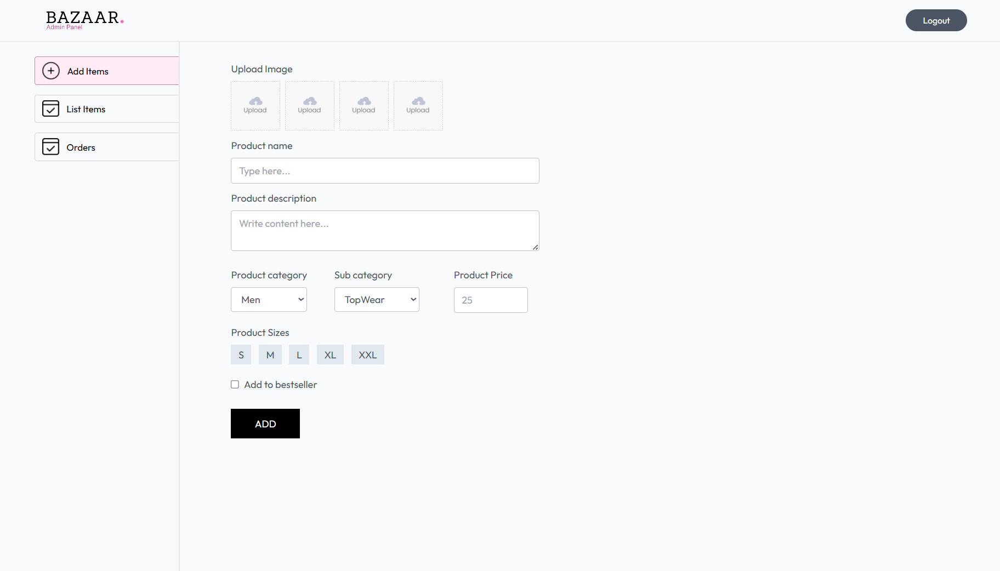 BAZAAR.
Admin Panel
Logout
Add Items
List Items
Orders
Upload Image
Upload
Upload
Upload
Upload
Product name
Type here...
Product description
Write content here...
Product category
Sub category
Product Price
Men
TopWear
25
Product Sizes
S
M
L
XL
XXL
Add to bestseller
ADD